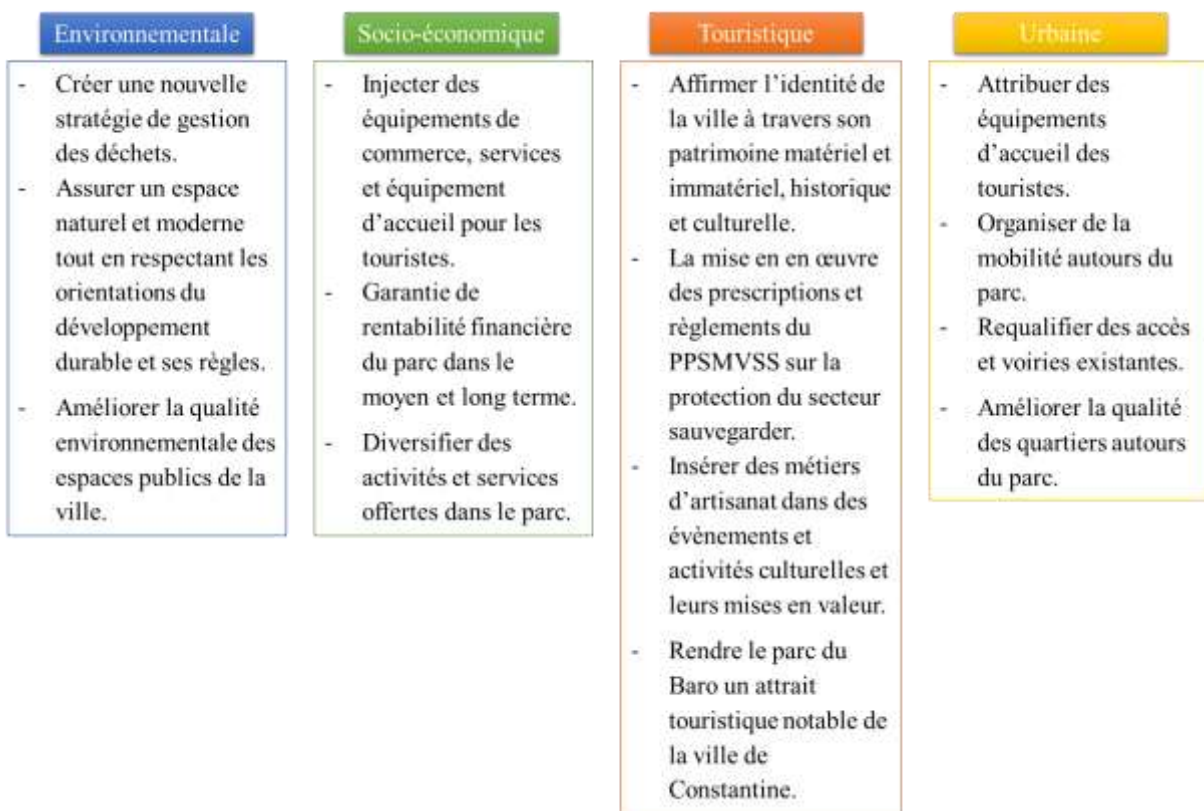 Environnementale
- Créer une nouvelle
stratégie de gestion
des déchets.
- Assurer un espace
naturel et moderne
tout en respectant les
orientations du
développement
durable et ses règles.
- Améliorer la qualité
environnementale des
espaces publics de la
ville.
Socio-économique
- Injecter des
équipements de
commerce, services
et équipement
d'accueil pour les
touristes.
- Garantie de
rentabilité financière
du parc dans le
moyen et long terme.
- Diversifier des
activités et services
offertes dans le parc.
Touristique
- Affirmer l'identité de
la ville à travers son
patrimoine matériel et
immatériel, historique
et culturelle.
- La mise en en œuvre
des prescriptions et
règlements du
PPSMVSS sur la
protection du secteur
sauvegarder.
- Insérer des métiers
d'artisanat dans des
évènements et
activités culturelles et
leurs mises en valeur.
- Rendre le parc du
Baro un attrait
touristique notable de
la ville de
Constantine.
Urbaine
- Attribuer des
équipements
d'accueil des
touristes.
- Organiser de la
mobilité autours du
parc.
- Requalifier des accès
et voiries existantes.
- Améliorer la qualité
des quartiers autours
du parc.